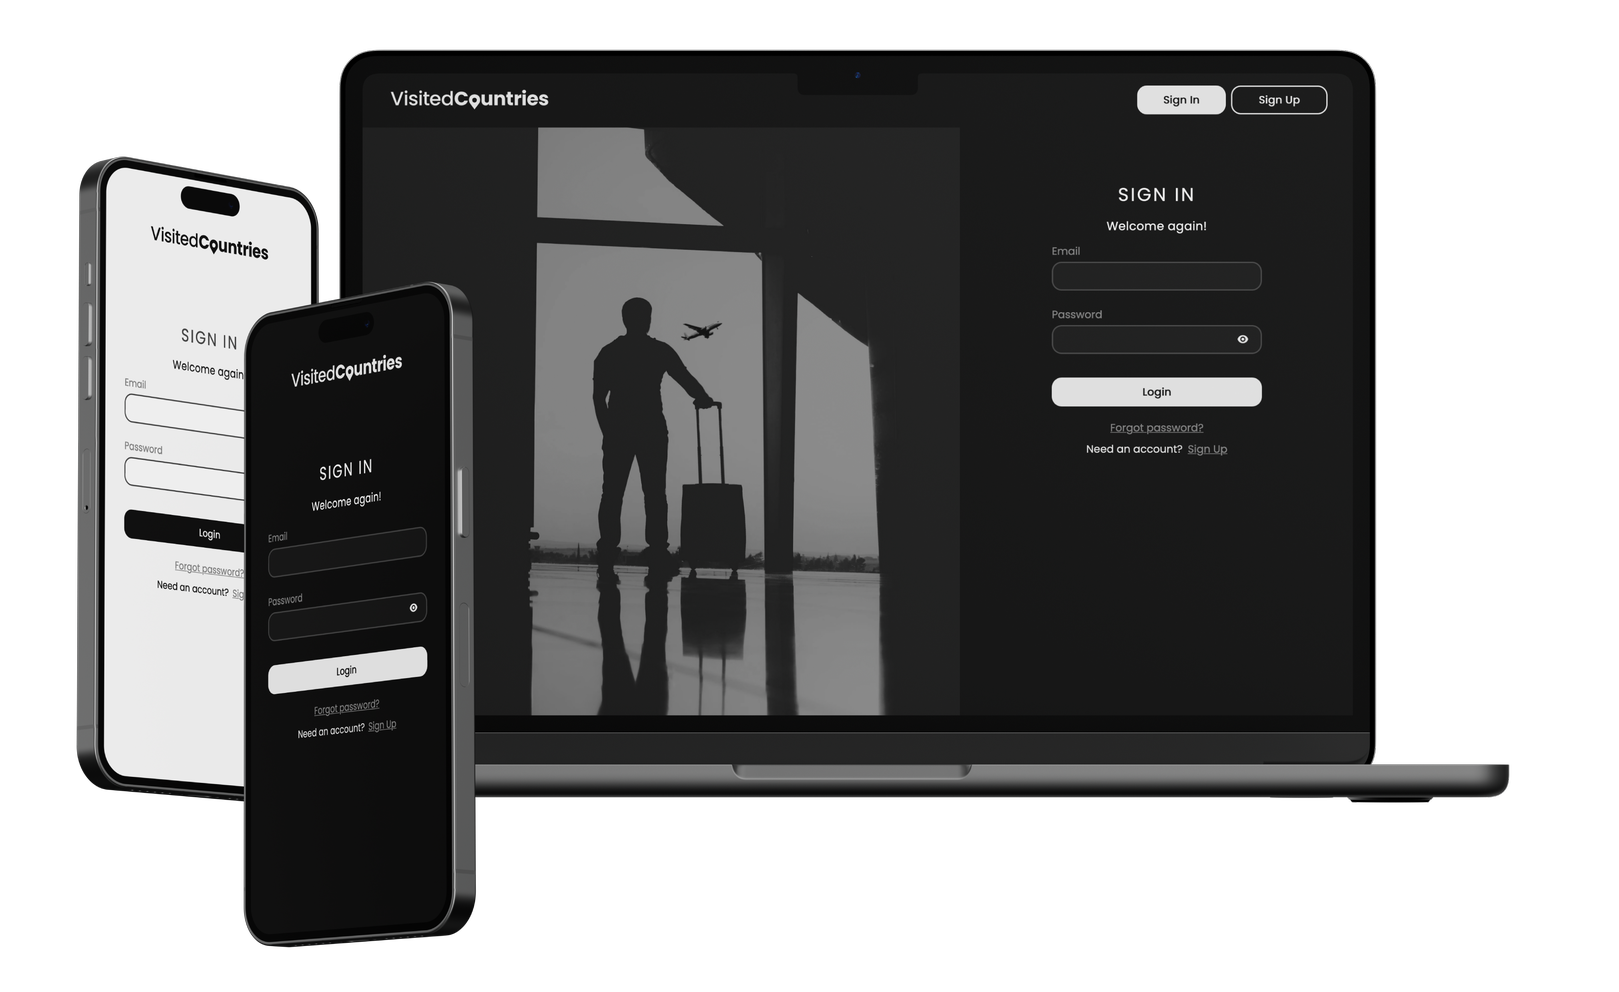 VisitedCountries
Sign In
Sign Up
SIGN IN
Welcome again!
Email
Password
Login
Forgot password?
Need an account? Sign Up
VisitedCountries
SIGN IN
Welcome again
Email
Password
Login
Forgot password?
Need an account?
VisitedCountries
SIGN IN
Welcome again!
Email
Password
Login
Forgot password?
Need an account? Sign Up